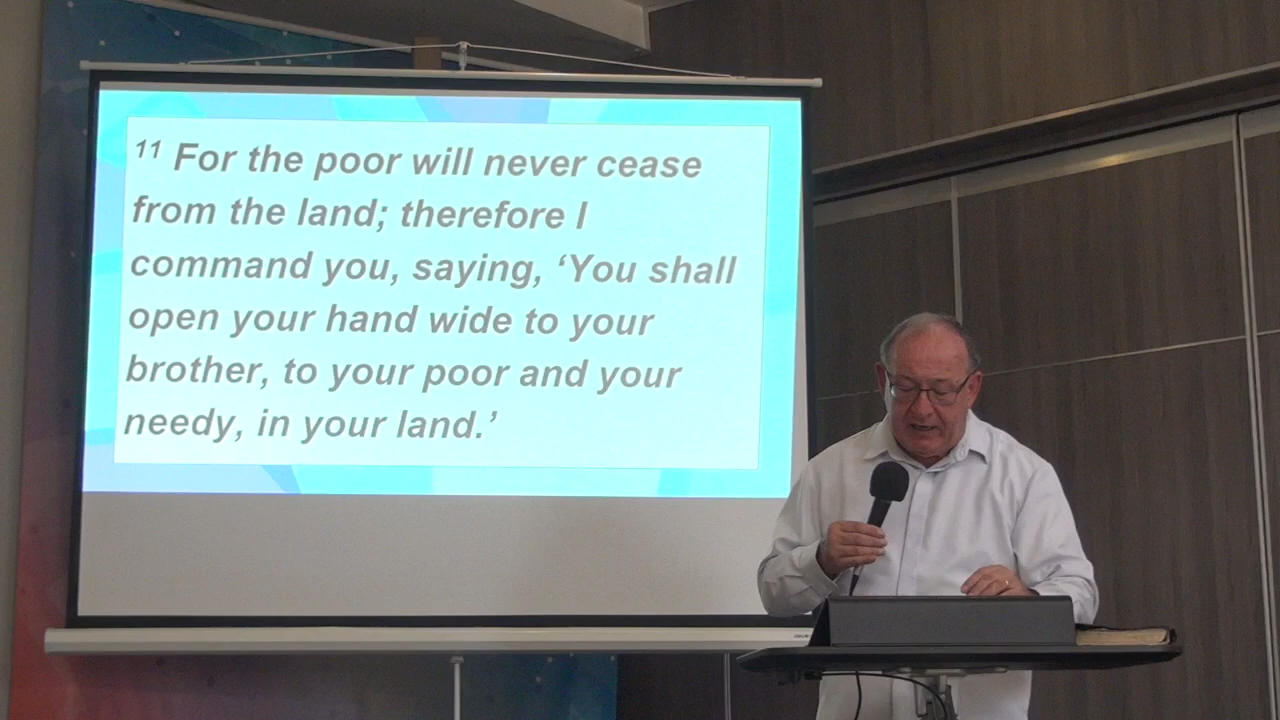 11 For the poor will never cease
from the land; therefore I
command you, saying, ‘You shall
open your hand wide to your
brother, to your poor and your
needy, in your land.’